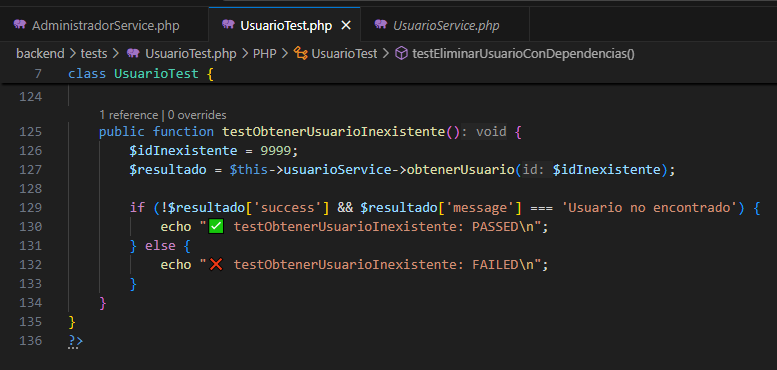 AdministradorService.php UsuarioTest.php × UsuarioService.php
backend > tests > UsuarioTest.php > PHP > UsuarioTest > testEliminarUsuarioConDependencias()
7 class UsuarioTest {
124
1 reference | 0 overrides
125 public function testObtenerUsuarioInexistente(): void {
126 $idInexistente = 9999;
127 $resultado = $this->usuarioService->obtenerUsuario(id: $idInexistente);
128
129 if (!$resultado['success'] && $resultado['message'] === 'Usuario no encontrado') {
130 echo "✅ testObtenerUsuarioInexistente: PASSED\n";
131 } else {
132 echo "❌ testObtenerUsuarioInexistente: FAILED\n";
133 }
134 }
135 }
136 ?>